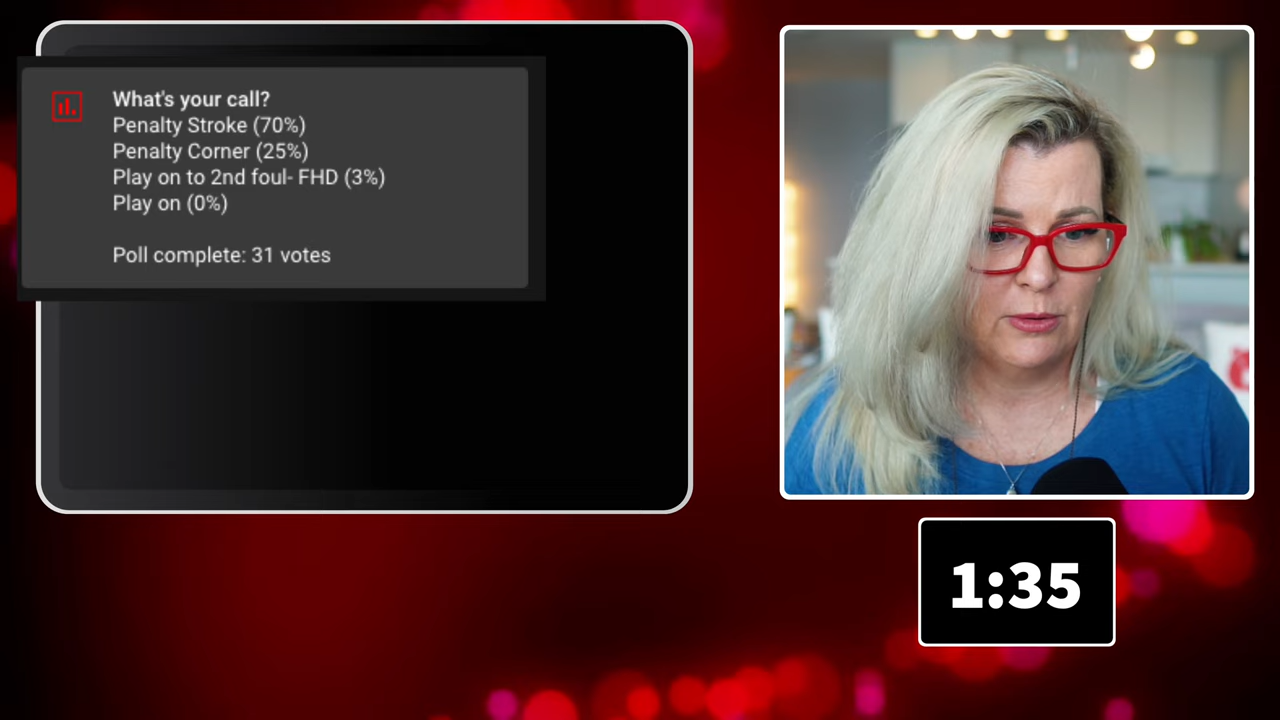 What's your call?
Penalty Stroke (70%)
Penalty Corner (25%)
Play on to 2nd foul- FHD (3%)
Play on (0%)
Poll complete: 31 votes
1:35